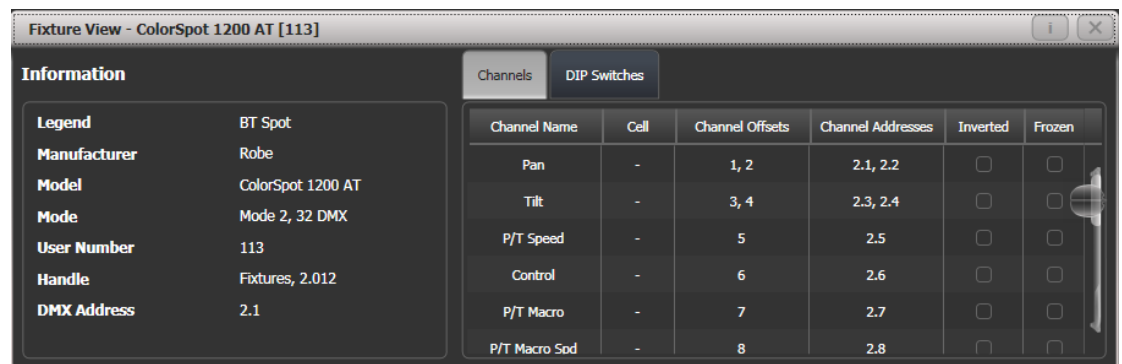 Fixture View - ColorSpot 1200 AT [113]
i
Information
Channels DIP Switches
Legend BT Spot
Manufacturer Robe
Model ColorSpot 1200 AT
Mode Mode 2, 32 DMX
User Number 113
Handle Fixtures, 2.012
DMX Address 2.1
Channel Name Cell Channel Offsets Channel Addresses Inverted Frozen
Pan - 1, 2 2.1, 2.2
Tilt - 3, 4 2.3, 2.4
P/T Speed - 5 2.5
Control - 6 2.6
P/T Macro - 7 2.7
P/T Macro Spd - 8 2.8